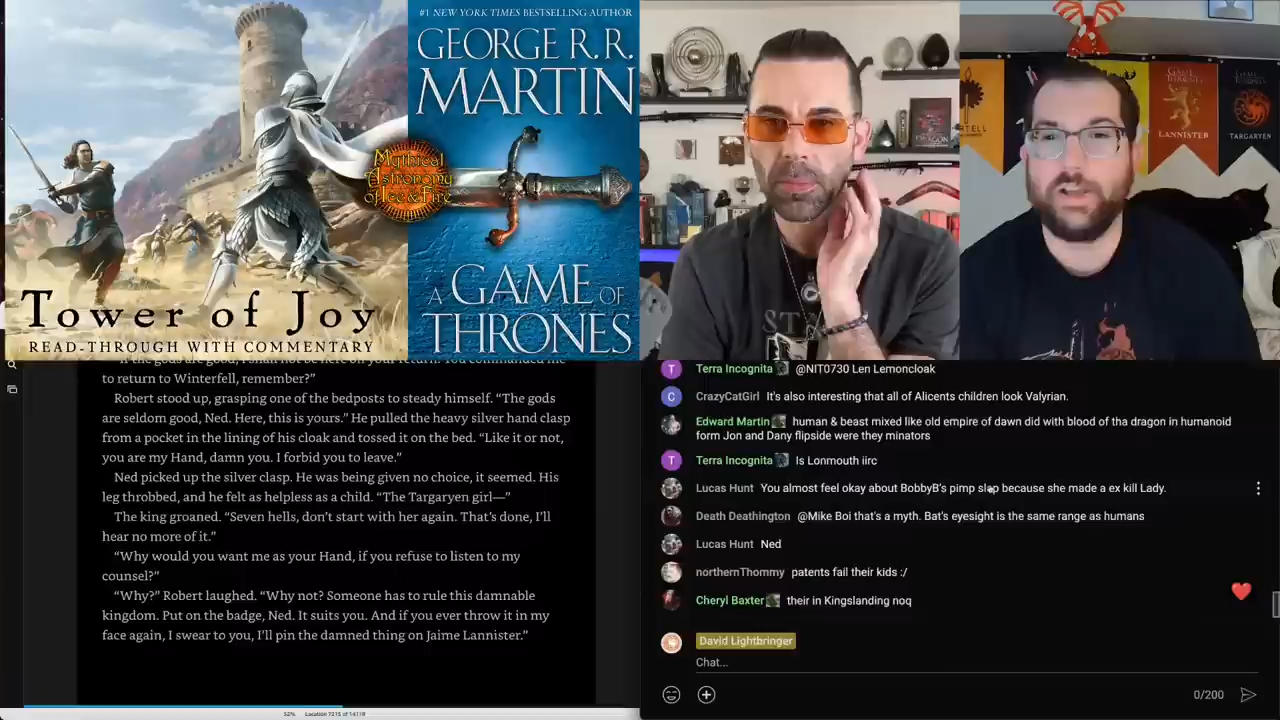 #1 NEW YORK TIMES BESTSELLING AUTHOR
GEORGE R.R.
MARTIN
A GAME OF
THRONES
Mythical
Astronomy
of Ice & Fire
Tower of Joy
READ-THROUGH WITH COMMENTARY
GAME THRONES
LANNISTER
TARGARYEN
to return to Winterfell, remember?”
Robert stood up, grasping one of the bedposts to steady himself. “The gods
are seldom good, Ned. Here, this is yours.” He pulled the heavy silver hand clasp
from a pocket in the lining of his cloak and tossed it on the bed. “Like it or not,
you are my Hand, damn you. I forbid you to leave.”
Ned picked up the silver clasp. He was being given no choice, it seemed. His
leg throbbed, and he felt as helpless as a child. “The Targaryen girl—”
The king groaned. “Seven hells, don’t start with her again. That’s done, I’ll
hear no more of it.”
“Why would you want me as your Hand, if you refuse to listen to my
counsel?”
“Why?” Robert laughed. “Why not? Someone has to rule this damnable
kingdom. Put on the badge, Ned. It suits you. And if you ever throw it in my
face again, I swear to you, I’ll pin the damned thing on Jaime Lannister.”
52% Location 7215 of 14118
T Terra Incognita @NIT0730 Len Lemoncloak
C CrazyCatGirl It's also interesting that all of Alicents children look Valyrian.
Edward Martin human & beast mixed like old empire of dawn did with blood of tha dragon in humanoid
form Jon and Dany flipside were they minators
T Terra Incognita Is Lonmouth iirc
Lucas Hunt You almost feel okay about BobbyB's pimp slap because she made a ex kill Lady.
Death Deathington @Mike Boi that's a myth. Bat's eyesight is the same range as humans
Lucas Hunt Ned
northernThommy patents fail their kids :/
Cheryl Baxter their in Kingslanding noq
David Lightbringer
Chat...
0/200